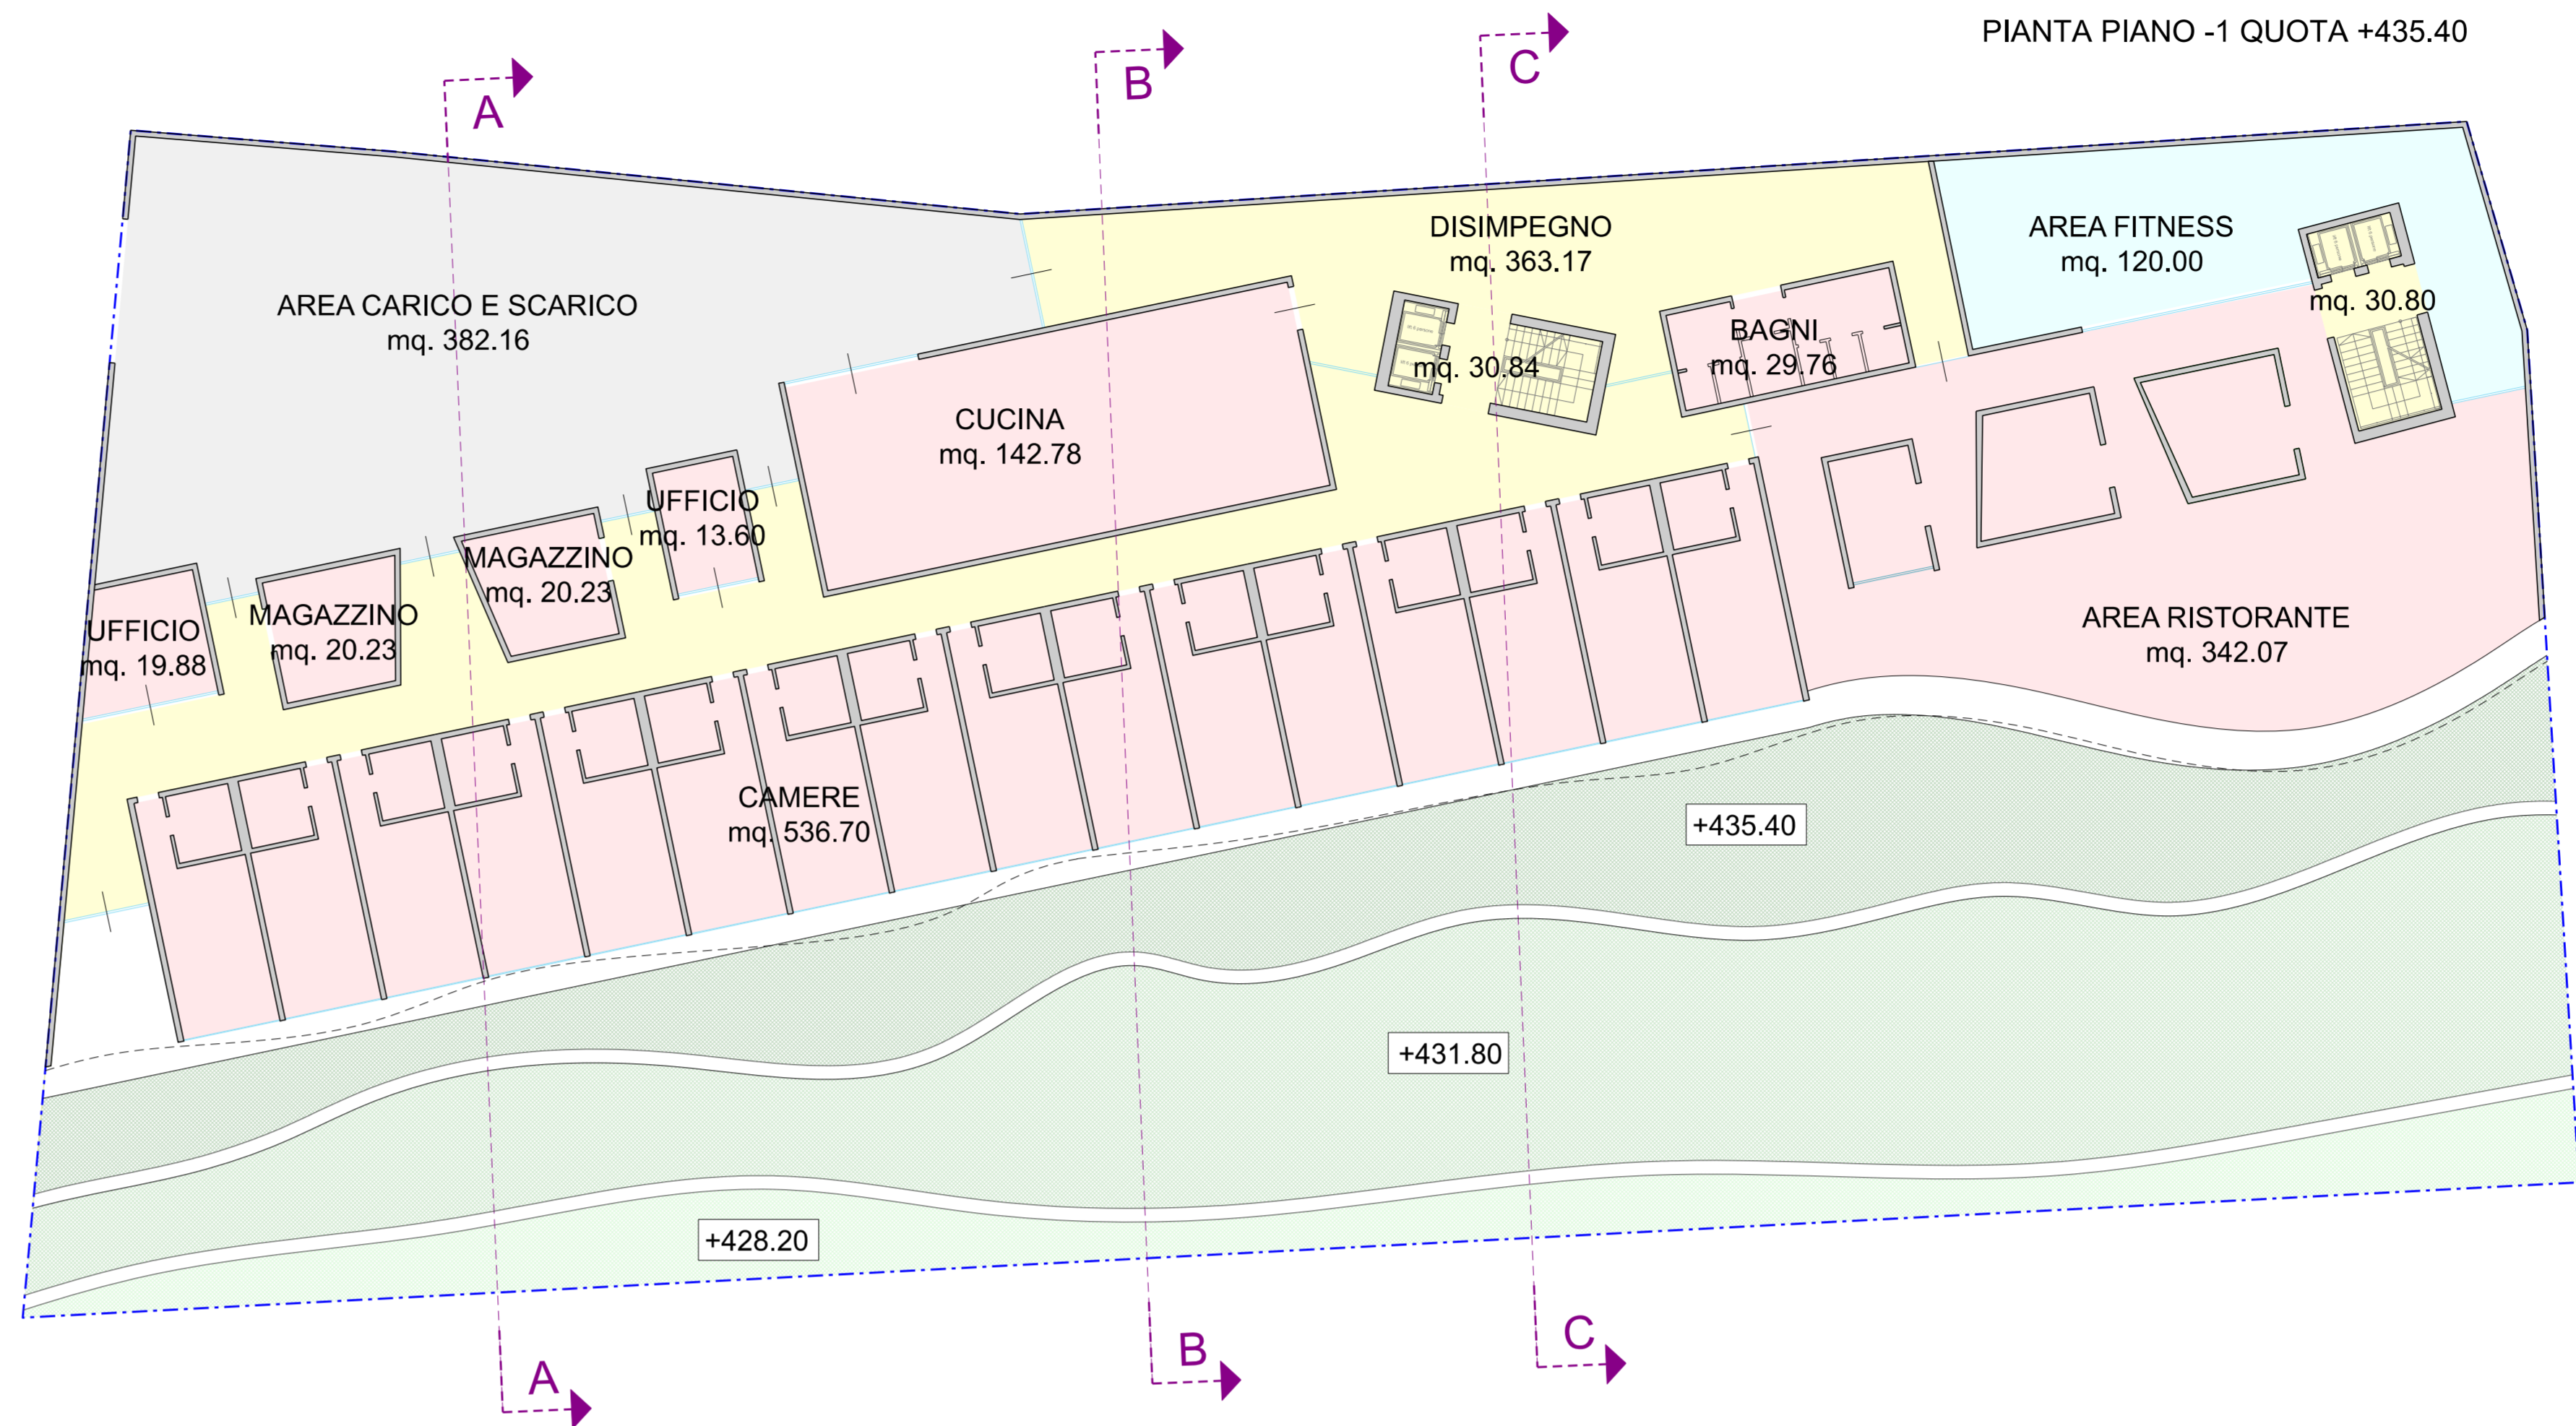 PIANTA PIANO -1 QUOTA +435.40
A
B
C
DISIMPEGNO
mq. 363.17
AREA FITNESS
mq. 120.00
mq. 30.80
AREA CARICO E SCARICO
mq. 382.16
BAGNI
mq. 29.76
mq. 30.84
CUCINA
mq. 142.78
UFFICIO
mq. 13.60
MAGAZZINO
mq. 20.23
MAGAZZINO
mq. 20.23
UFFICIO
mq. 19.88
AREA RISTORANTE
mq. 342.07
CAMERE
mq. 536.70
+435.40
+431.80
+428.20
A
B
C